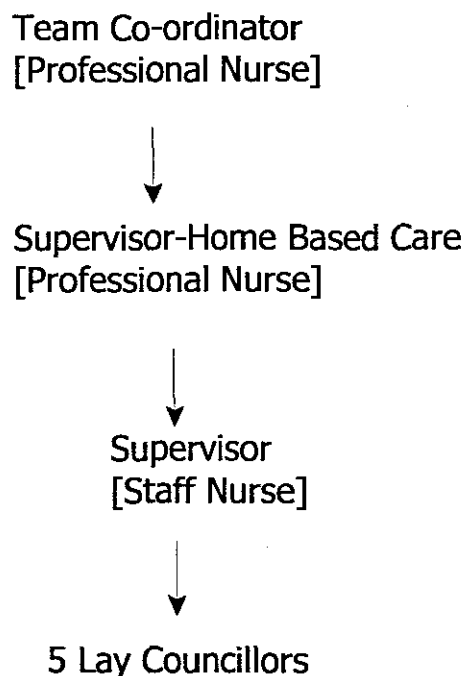 Team Co-ordinator
[Professional Nurse]
Supervisor-Home Based Care
[Professional Nurse]
Supervisor
[Staff Nurse]
5 Lay Councillors